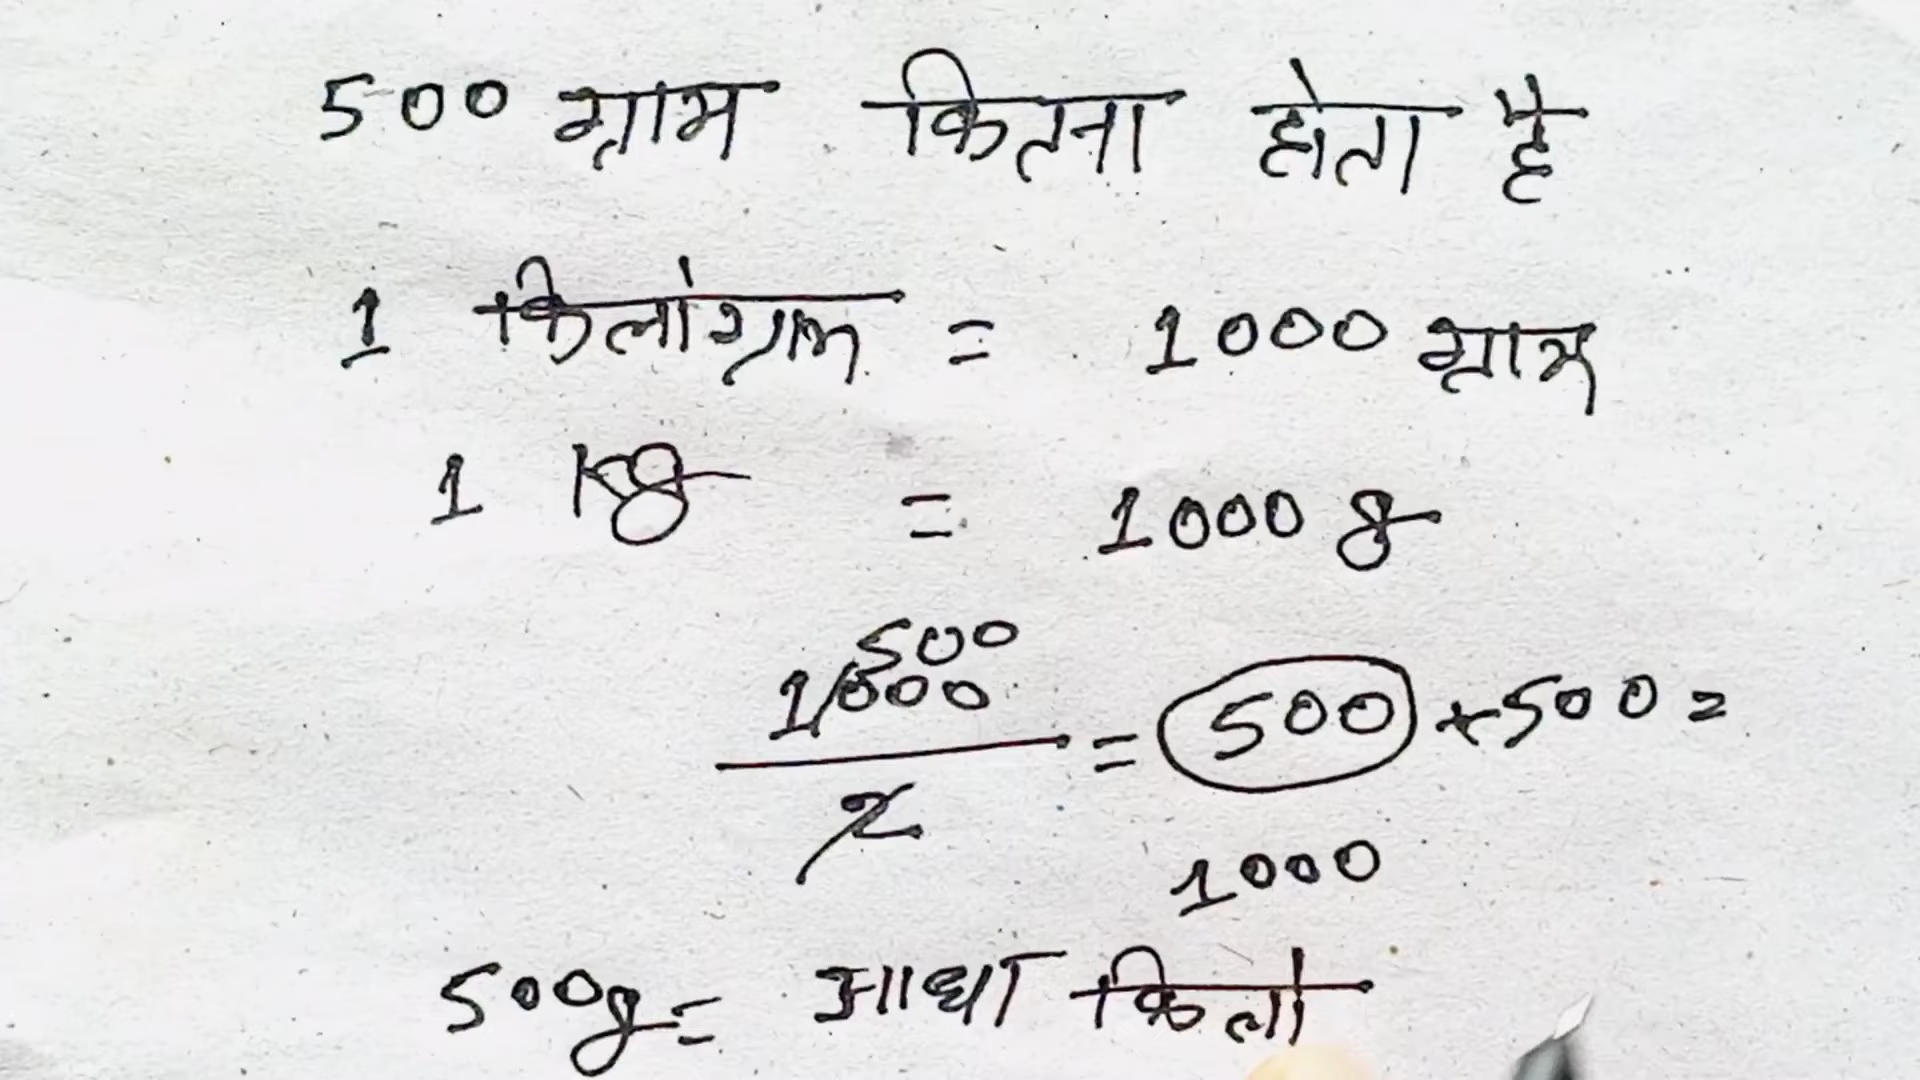 500 ग्राम कितना होता है
1 किलोग्राम = 1000 ग्राम
1 Kg = 1000 g
500
1000
2
= 500 + 500 =
1000
500g = आधा किलो